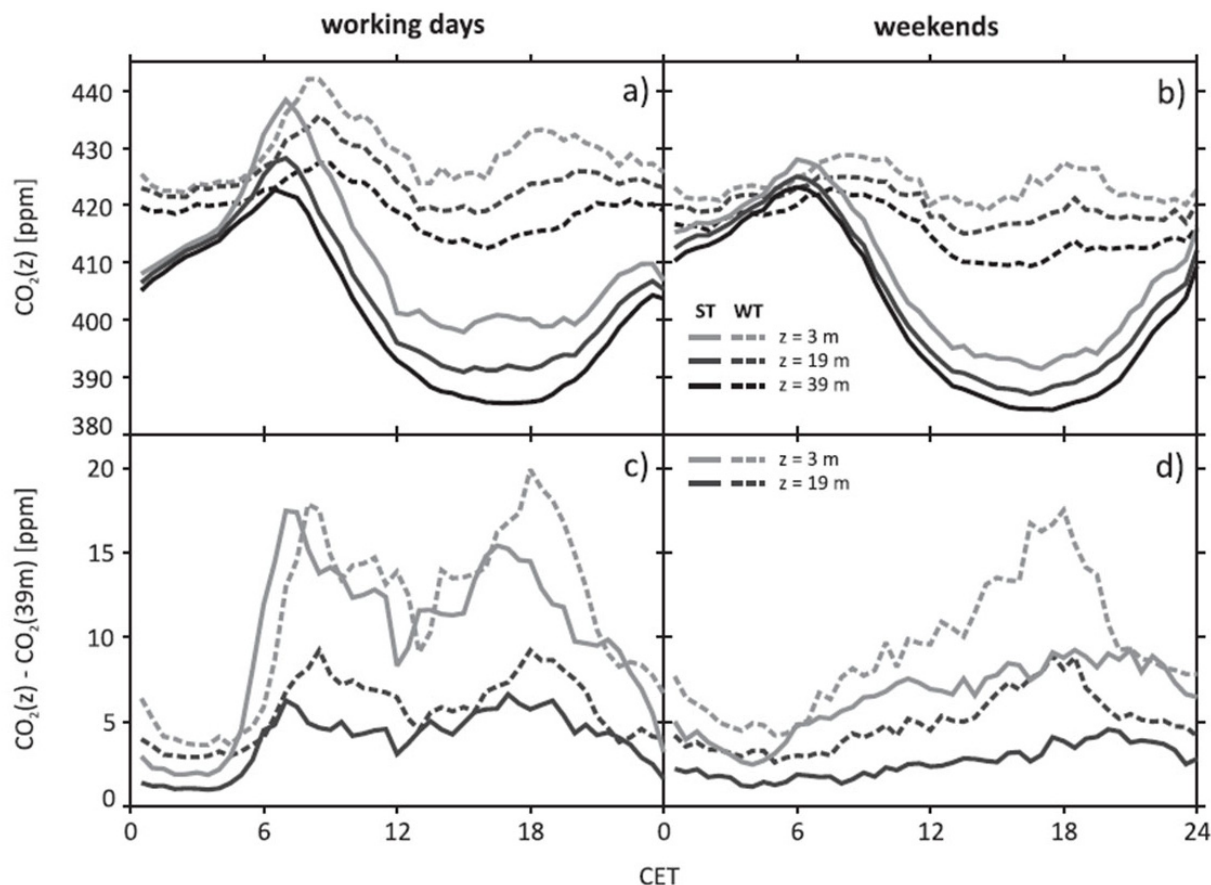 working days
weekends
440
430
420
410
400
390
380
CO₂(z) [ppm]
a)
b)
ST WT
z = 3 m
z = 19 m
z = 39 m
20
15
10
5
0
CO₂(z) - CO₂(39m) [ppm]
c)
d)
z = 3 m
z = 19 m
0 6 12 18 0 6 12 18 24
CET